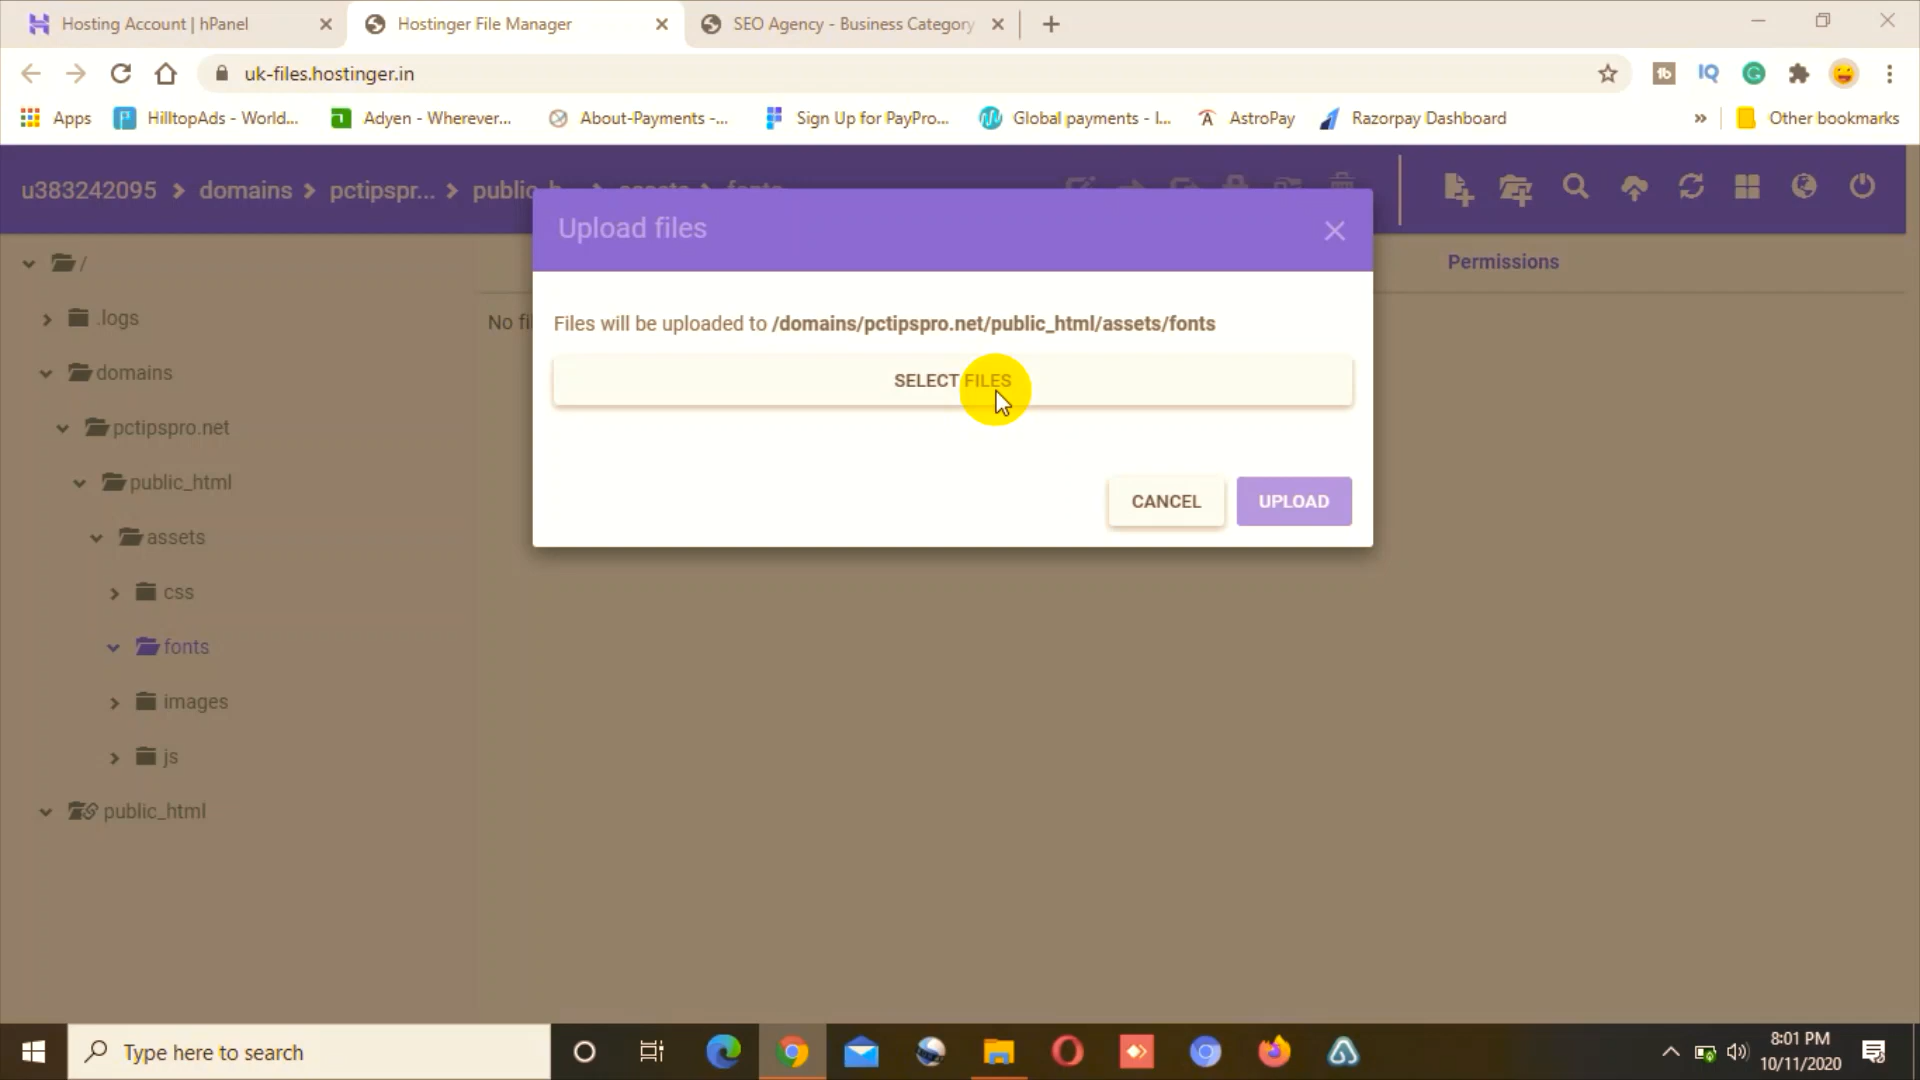 Hosting Account | hPanel
Hostinger File Manager
SEO Agency - Business Category
uk-files.hostinger.in
Apps
HilltopAds - World...
Adyen - Wherever...
About-Payments -...
Sign Up for PayPro...
Global payments - I...
AstroPay
Razorpay Dashboard
Other bookmarks
u383242095 > domains > pctipspr... > public_h...
Upload files
Permissions
Files will be uploaded to /domains/pctipspro.net/public_html/assets/fonts
No fil
SELECT FILES
CANCEL
UPLOAD
/
.logs
domains
pctipspro.net
public_html
assets
css
fonts
images
js
public_html
Type here to search
8:01 PM
10/11/2020